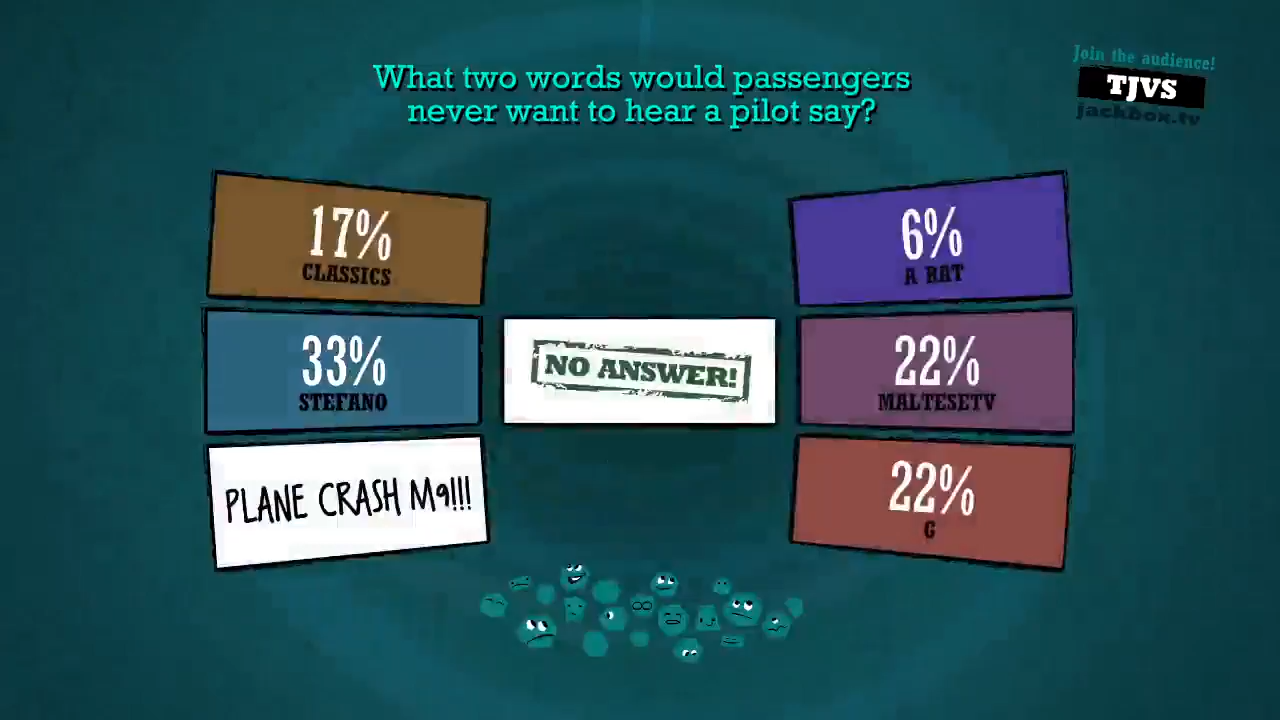 What two words would passengers
never want to hear a pilot say?
Join the audience!
TJVS
jackbox.tv
17%
CLASSICS
33%
STEFANO
PLANE CRASH M9!!!
NO ANSWER!
6%
A RAT
22%
MALTESETV
22%
G